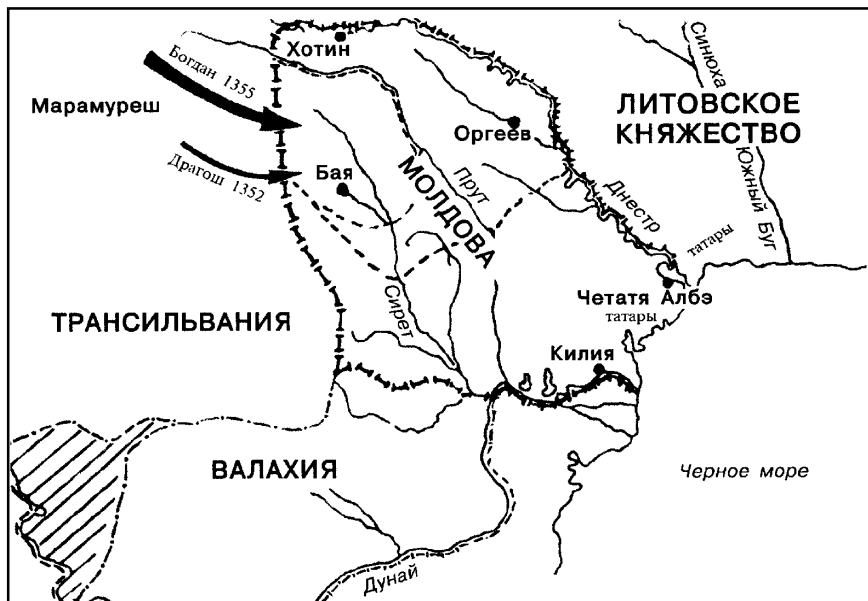 Хотин
Синюха
Богдан 1355
Марамуреш
ЛИТОВСКОЕ
КНЯЖЕСТВО
Оргеев
Драгош 1352
Бая
МОЛДОВА
Прут
Южный Буг
Днестр
татары
Четатя Албэ
татары
Сирет
ТРАНСИЛЬВАНИЯ
Килия
ВАЛАХИЯ
Черное море
Дунай